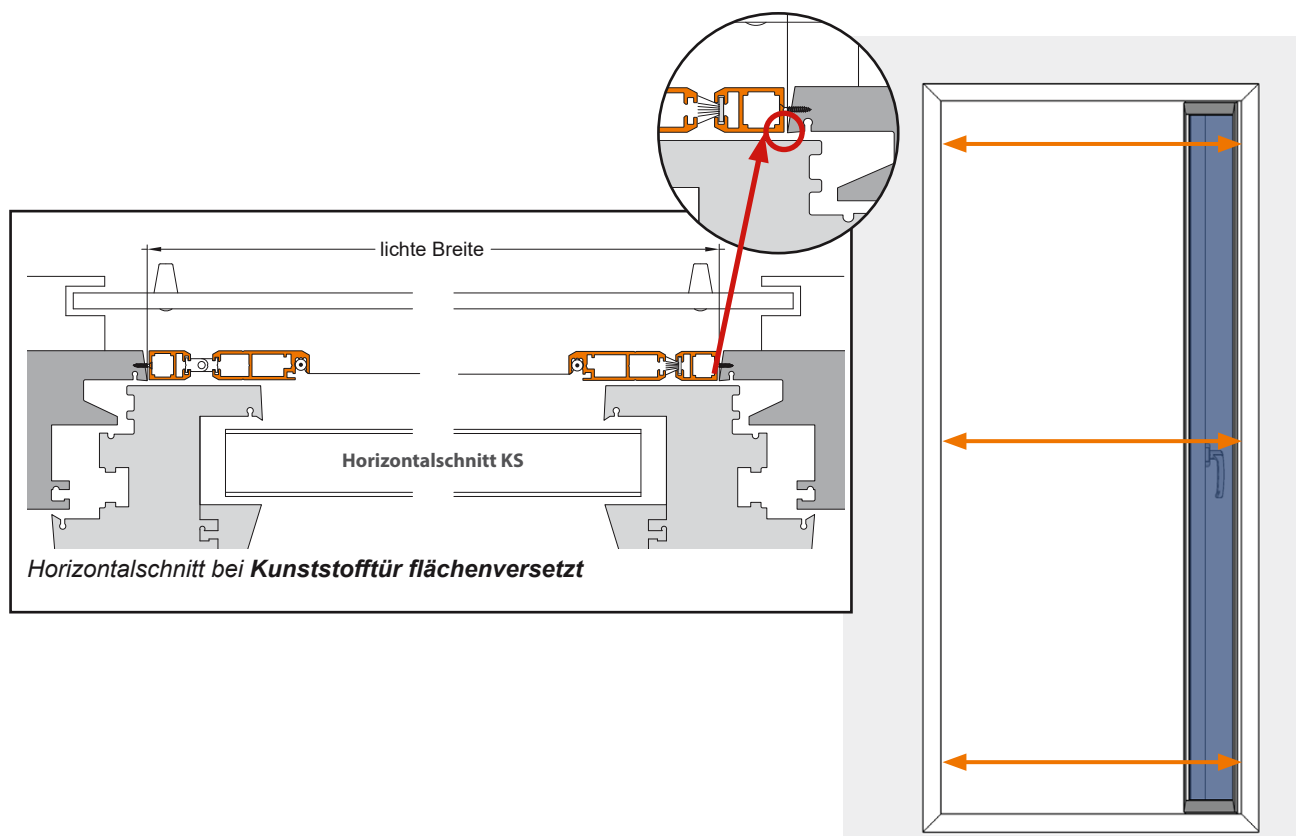 lichte Breite
Horizontalschnitt KS
Horizontalschnitt bei Kunststofftür flächenversetzt